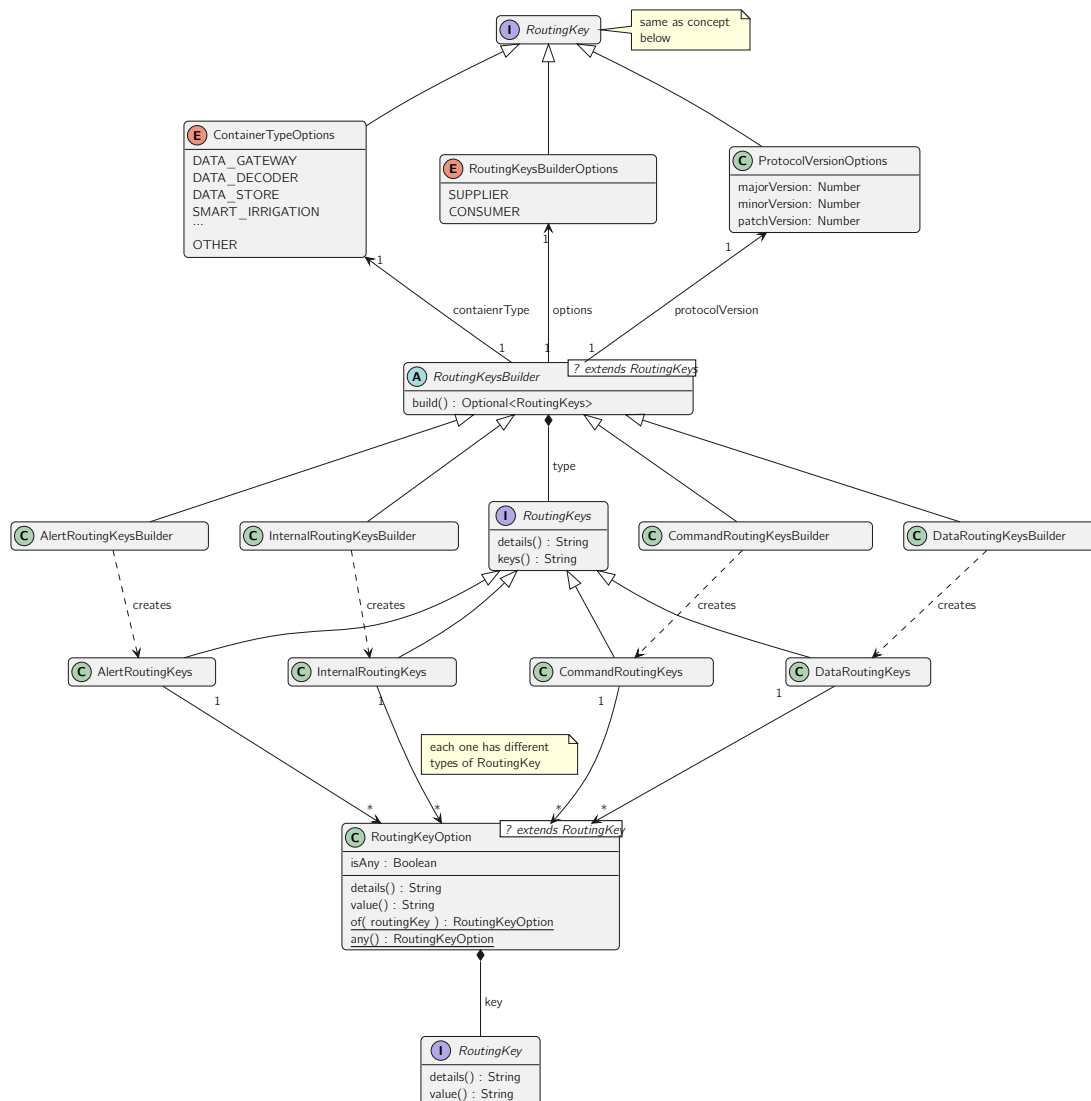 I RoutingKey
same as concept
below
E ContainerTypeOptions
DATA_GATEWAY
DATA_DECODER
DATA_STORE
SMART_IRRIGATION
...
OTHER
E RoutingKeysBuilderOptions
SUPPLIER
CONSUMER
C ProtocolVersionOptions
majorVersion: Number
minorVersion: Number
patchVersion: Number
1
1
1
contaienrType
options
protocolVersion
1
1
1
A RoutingKeysBuilder
? extends RoutingKeys
build() : Optional<RoutingKeys>
type
C AlertRoutingKeysBuilder
C InternalRoutingKeysBuilder
I RoutingKeys
details() : String
keys() : String
C CommandRoutingKeysBuilder
C DataRoutingKeysBuilder
creates
creates
creates
creates
C AlertRoutingKeys
C InternalRoutingKeys
C CommandRoutingKeys
C DataRoutingKeys
1
1
1
1
each one has different
types of RoutingKey
*
*
*
*
C RoutingKeyOption
? extends RoutingKey
isAny : Boolean
details() : String
value() : String
of( routingKey ) : RoutingKeyOption
any() : RoutingKeyOption
key
I RoutingKey
details() : String
value() : String